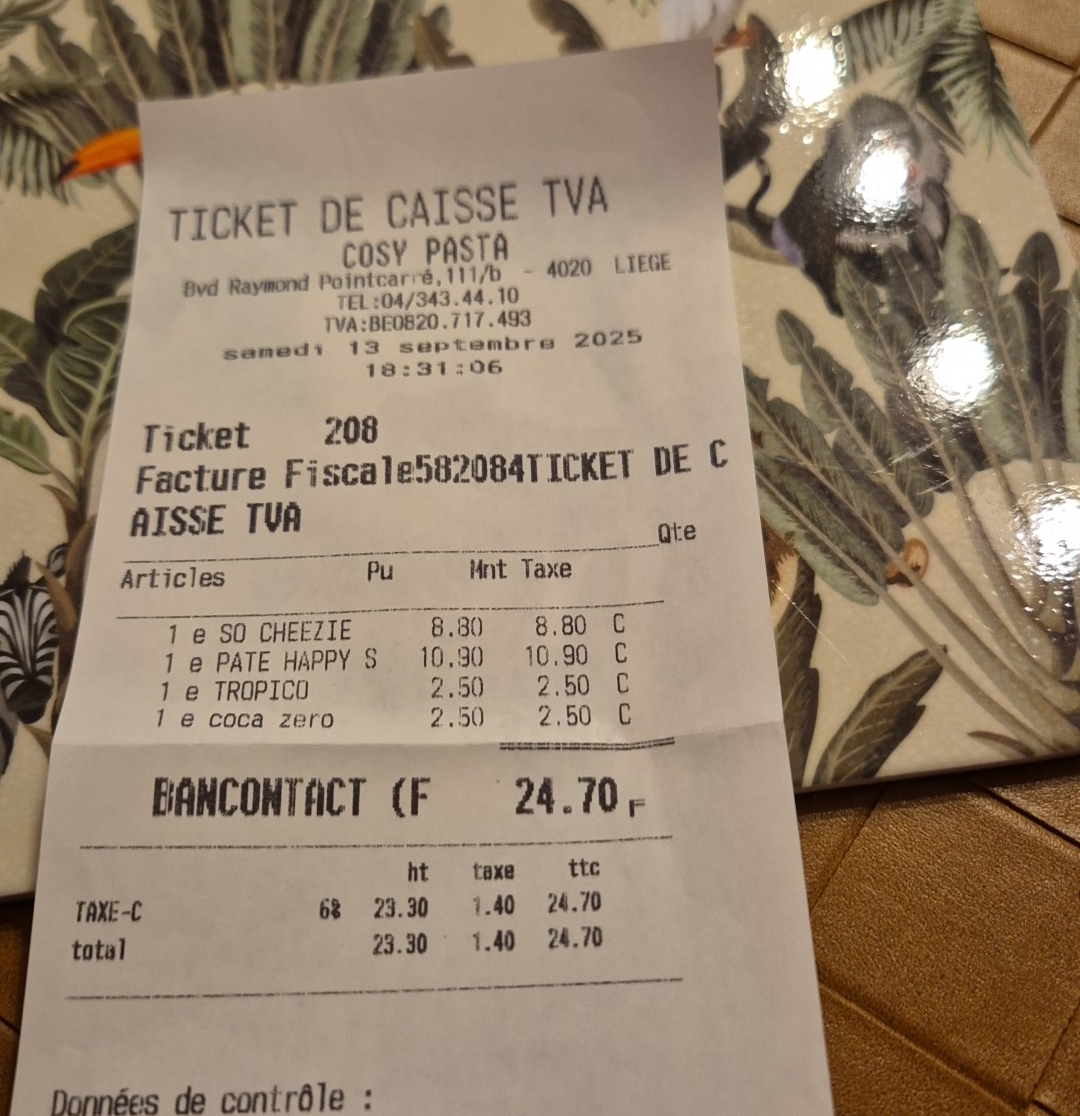 TICKET DE CAISSE TVA
COSY PASTA
Bvd Raymond Pointcarré,111/b - 4020 LIEGE
TEL:04/343.44.10
TVA:BE0820.717.493
samedi 13 septembre 2025
18:31:06
Ticket 208
Facture Fiscale582084TICKET DE C
AISSE TVA
Qte
Articles Pu Mnt Taxe
1 e SO CHEEZIE 8.80 8.80 C
1 e PATE HAPPY S 10.90 10.90 C
1 e TROPICO 2.50 2.50 C
1 e coca zero 2.50 2.50 C
BANCONTACT (F 24.70 F
ht taxe ttc
TAXE-C 6% 23.30 1.40 24.70
total 23.30 1.40 24.70
Données de contrôle :